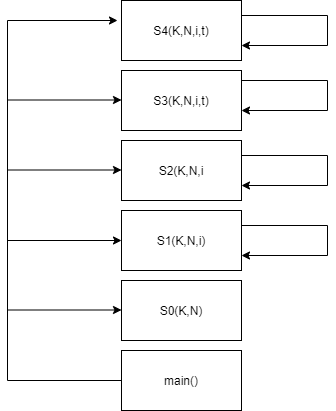 S4(K,N,i,t)
S3(K,N,i,t)
S2(K,N,i
S1(K,N,i)
S0(K,N)
main()